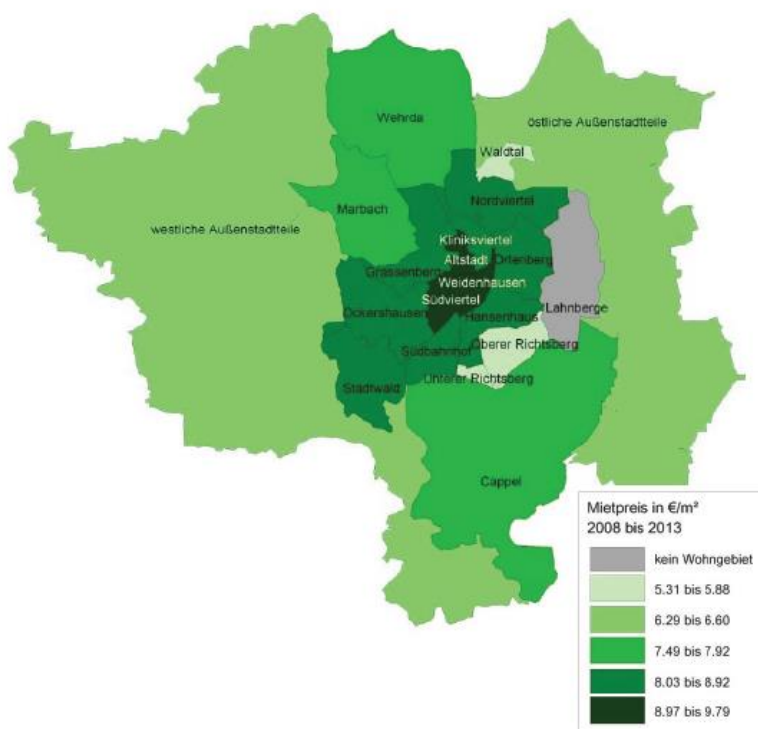 Wehrda
östliche Außenstadtteile
Waldtal
Nordviertel
Marbach
westliche Außenstadtteile
Kliniksviertel
Altstadt
Ortenberg
Grassenberg
Weidenhausen
Südviertel
Lahnberge
Ockershausen
Hansenhaus
Oberer Richtsberg
Südbahnhof
Unterer Richtsberg
Stadtwald
Cappel
Mietpreis in €/m²
2008 bis 2013
kein Wohngebiet
5.31 bis 5.88
6.29 bis 6.60
7.49 bis 7.92
8.03 bis 8.92
8.97 bis 9.79